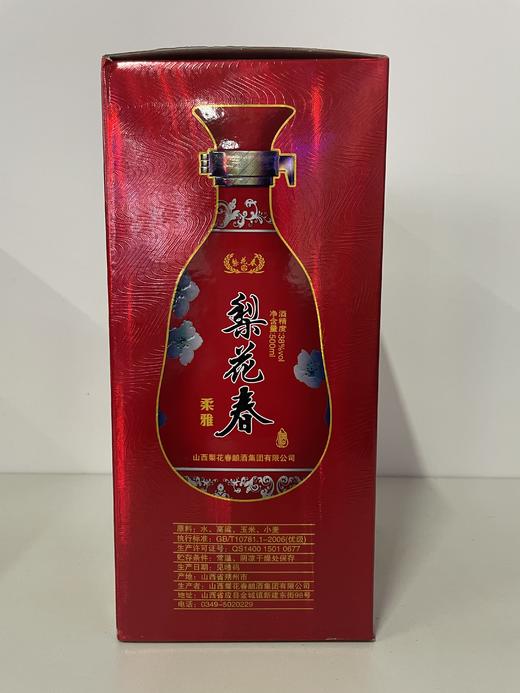 梨花春
酒精度:38%vol
净含量:500ml
梨花春
柔雅
山西梨花春酿酒集团有限公司
原料：水、高粱、玉米、小麦
执行标准：GB/T10781.1-2006(优级)
生产许可证号：QS1400 1501 0677
贮存条件：常温、阴凉干燥处保存
生产日期：见喷码
产地：山西省朔州市
生产者：山西梨花春酿酒集团有限公司
地址：山西省应县金城镇新建东街98号
电话：0349-5020229